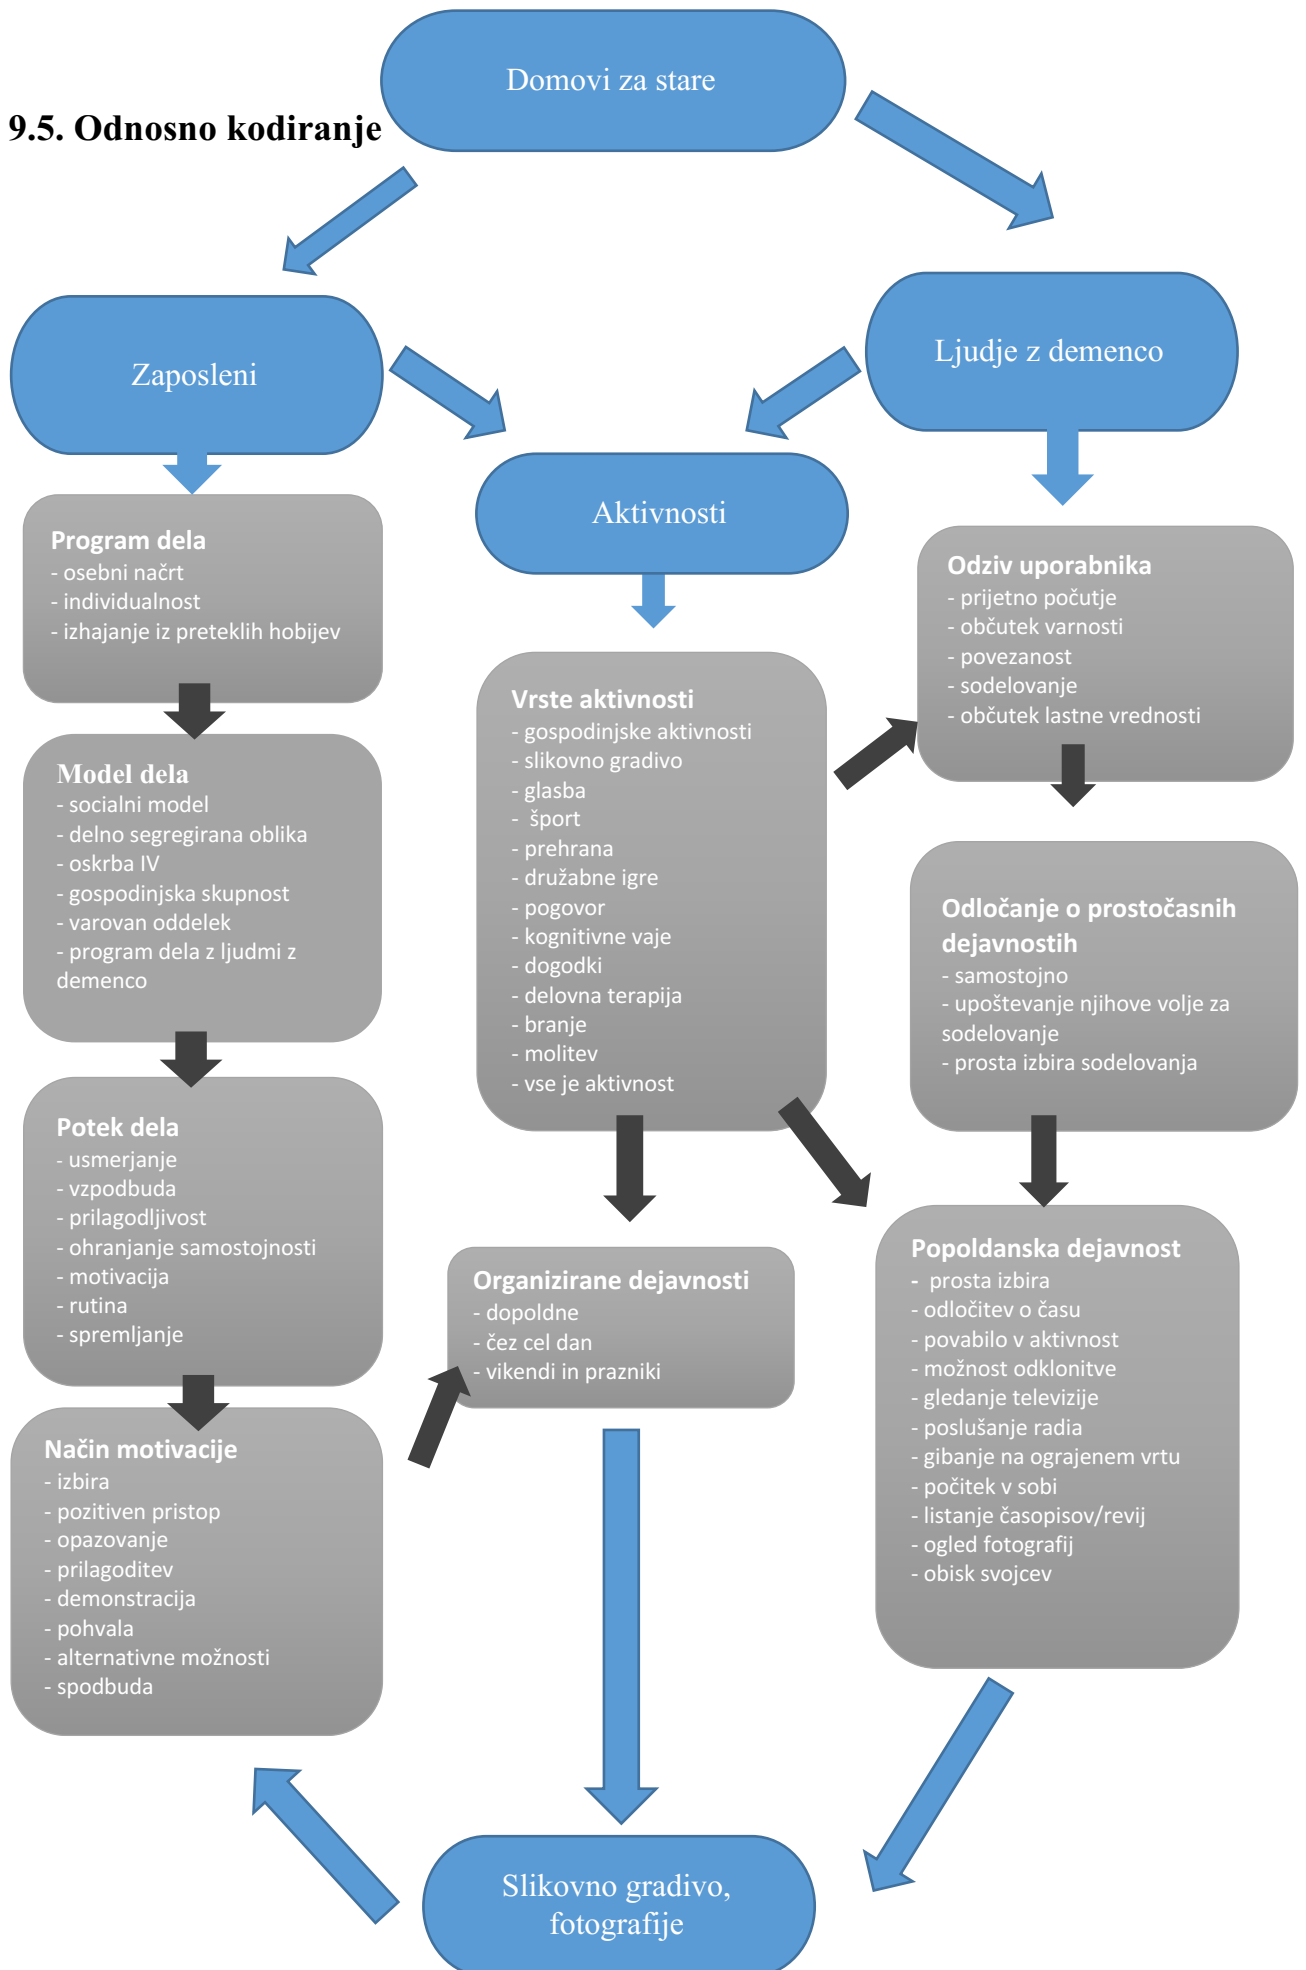 Domovi za stare
9.5. Odnosno kodiranje
Zaposleni
Ljudje z demenco
Aktivnosti
Program dela
- osebni načrt
- individualnost
- izhajanje iz preteklih hobijev
Model dela
- socialni model
- delno segregirana oblika
- oskrba IV
- gospodinjska skupnost
- varovan oddelek
- program dela z ljudmi z
demenco
Potek dela
- usmerjanje
- vzpodbuda
- prilagodljivost
- ohranjanje samostojnosti
- motivacija
- rutina
- spremljanje
Način motivacije
- izbira
- pozitiven pristop
- opazovanje
- prilagoditev
- demonstracija
- pohvala
- alternativne možnosti
- spodbuda
Vrste aktivnosti
- gospodinjske aktivnosti
- slikovno gradivo
- glasba
- šport
- prehrana
- družabne igre
- pogovor
- kognitivne vaje
- dogodki
- delovna terapija
- branje
- molitev
- vse je aktivnost
Organizirane dejavnosti
- dopoldne
- čez cel dan
- vikendi in prazniki
Odziv uporabnika
- prijetno počutje
- občutek varnosti
- povezanost
- sodelovanje
- občutek lastne vrednosti
Odločanje o prostočasnih
dejavnostih
- samostojno
- upoštevanje njihove volje za
sodelovanje
- prosta izbira sodelovanja
Popoldanska dejavnost
- prosta izbira
- odločitev o času
- povabilo v aktivnost
- možnost odklonitve
- gledanje televizije
- poslušanje radia
- gibanje na ograjenem vrtu
- počitek v sobi
- listanje časopisov/revij
- ogled fotografij
- obisk svojcev
Slikovno gradivo,
fotografije